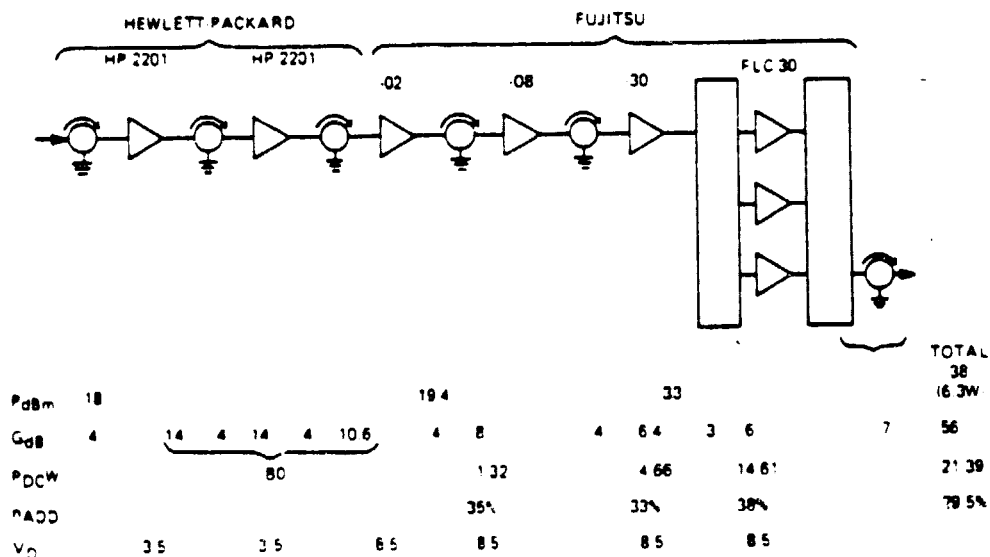 HEWLETT-PACKARD FUJITSU
HP 2201 HP 2201 FLC 30
-02 -08 -30
TOTAL
38
PdBm 18 19 4 33 (6.3W
GdB 4 14 4 14 4 10.6 4 8 4 6 4 3 6 7 56
PDCW 80 1.32 4 66 14 61 21 39
ηADD 35% 33% 38% 29.5%
VD 3 5 3 5 8 5 8 5 8 5 8 5